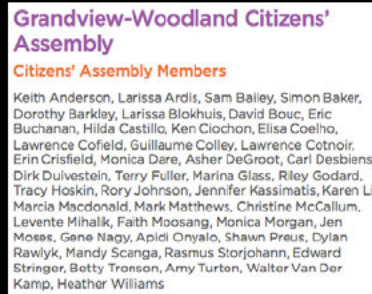 Grandview-Woodland Citizens'
Assembly
Citizens' Assembly Members
Keith Anderson, Larissa Ardis, Sam Bailey, Simon Baker,
Dorothy Barkley, Larissa Blokhuis, David Bouc, Eric
Buchanan, Hilda Castillo, Ken Ciochon, Elisa Coelho,
Lawrence Cofield, Guillaume Colley, Lawrence Cotnoir,
Erin Crisfield, Monica Dare, Asher DeGroot, Carl Desbiens
Dirk Duivestein, Terry Fuller, Marina Glass, Riley Godard,
Tracy Hoskin, Rory Johnson, Jennifer Kassimatis, Karen Li
Marcia Macdonald, Mark Matthews, Christine McCallum,
Levente Mihalik, Faith Moosang, Monica Morgan, Jen
Moses, Gene Nagy, Apidi Onyalo, Shawn Preus, Dylan
Rawlyk, Mandy Scanga, Rasmus Storjohann, Edward
Stringer, Betty Tronson, Amy Turton, Walter Van Der
Kamp, Heather Williams